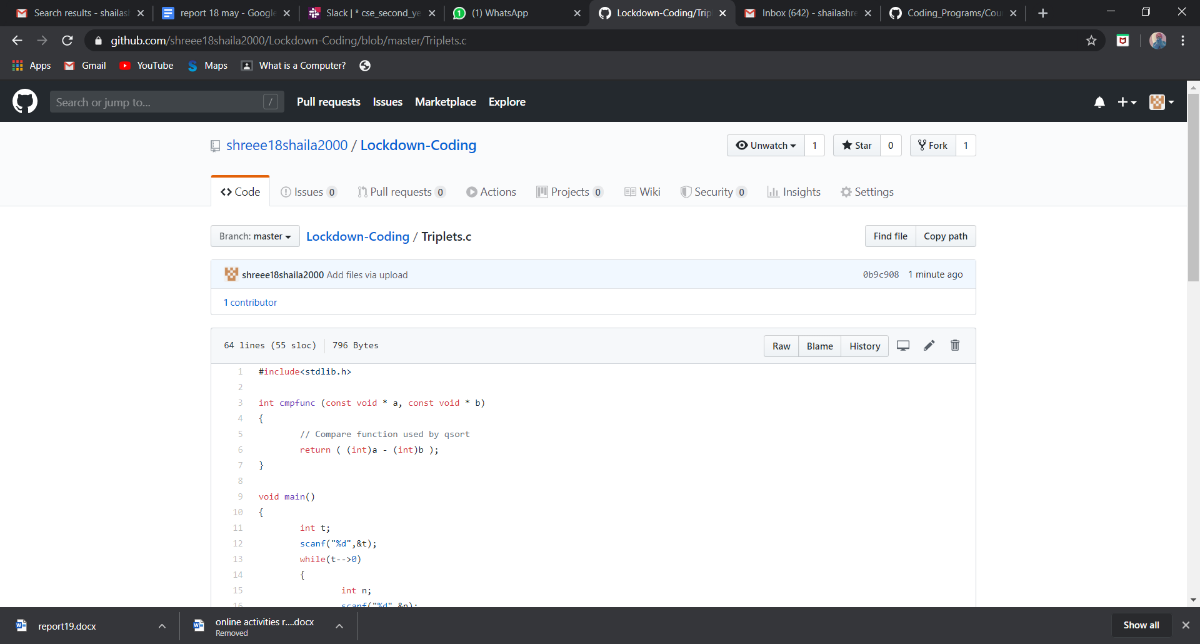 Search results - shailash
report 18 may - Google
Slack | * cse_second_ye
(1) WhatsApp
Lockdown-Coding/Trip
Inbox (642) - shailashre
Coding_Programs/Cou
github.com/shreee18shaila2000/Lockdown-Coding/blob/master/Triplets.c
Apps Gmail YouTube Maps What is a Computer?
Search or jump to... / Pull requests Issues Marketplace Explore
shreee18shaila2000 / Lockdown-Coding
Unwatch 1 Star 0 Fork 1
Code Issues 0 Pull requests 0 Actions Projects 0 Wiki Security 0 Insights Settings
Branch: master Lockdown-Coding / Triplets.c Find file Copy path
shreee18shaila2000 Add files via upload 0b9c908 1 minute ago
1 contributor
64 lines (55 sloc) 796 Bytes Raw Blame History
1 #include<stdlib.h>
2
3 int cmpfunc (const void * a, const void * b)
4 {
5 // Compare function used by qsort
6 return ( (int)a - (int)b );
7 }
8
9 void main()
10 {
11 int t;
12 scanf("%d",&t);
13 while(t-->0)
14 {
15 int n;
16 scanf("%d",&n);
report19.docx
online activities r....docx
Removed
Show all